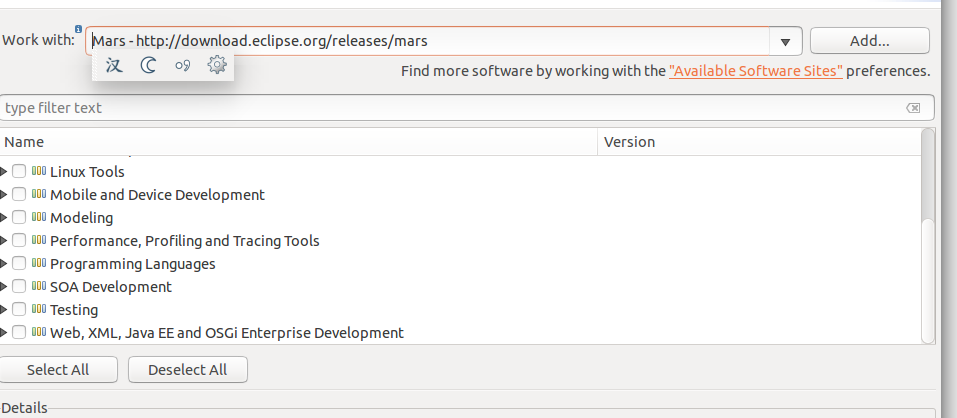 Work with:
Mars - http://download.eclipse.org/releases/mars
Add...
汉
Find more software by working with the "Available Software Sites" preferences.
type filter text
Name
Version
Linux Tools
Mobile and Device Development
Modeling
Performance, Profiling and Tracing Tools
Programming Languages
SOA Development
Testing
Web, XML, Java EE and OSGi Enterprise Development
Select All
Deselect All
Details